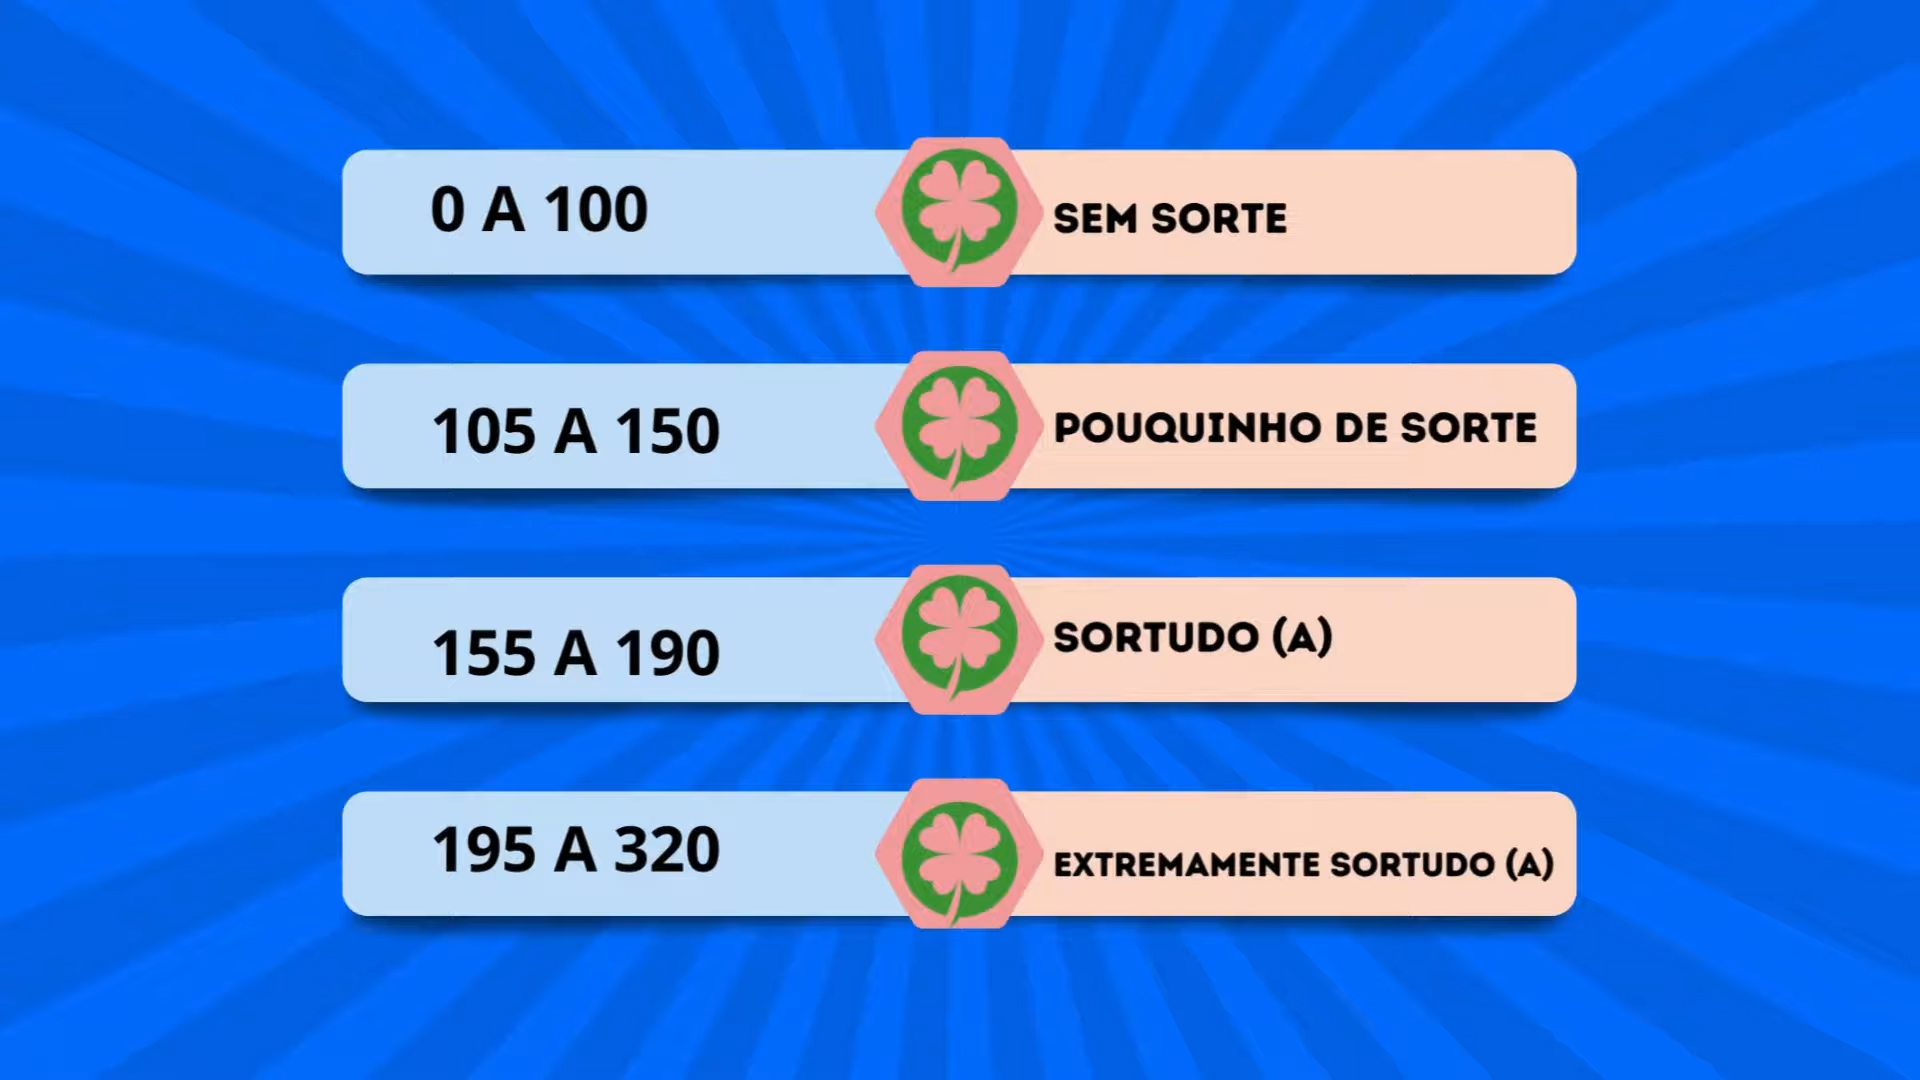 0 A 100
SEM SORTE
105 A 150
POUQUINHO DE SORTE
155 A 190
SORTUDO (A)
195 A 320
EXTREMAMENTE SORTUDO (A)